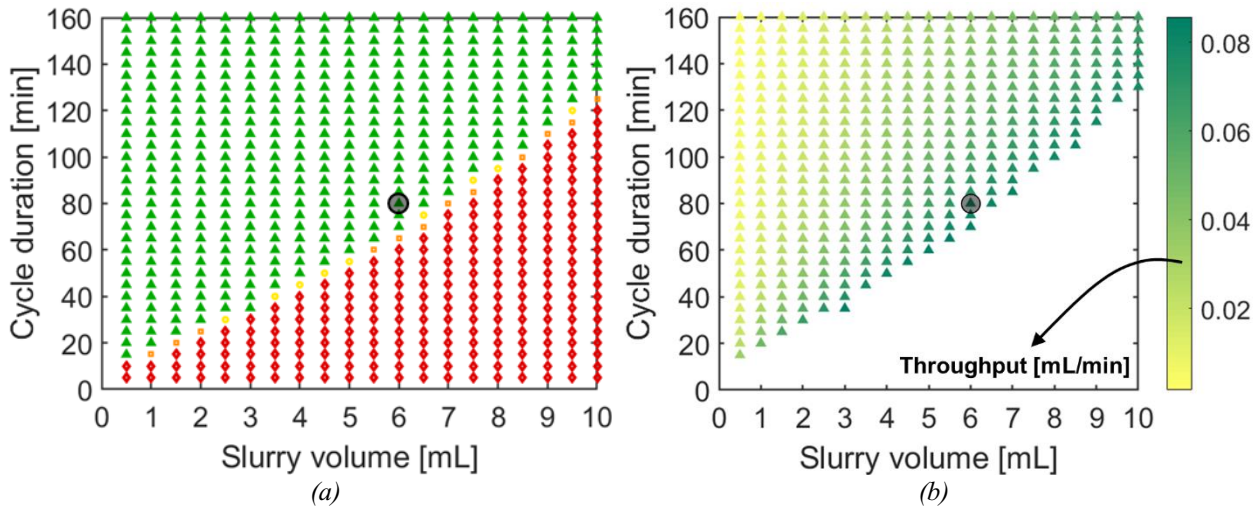 160
140
120
100
80
60
40
20
0
Cycle duration [min]
0 1 2 3 4 5 6 7 8 9 10
Slurry volume [mL]
(a)
160
140
120
100
80
60
40
20
0
Cycle duration [min]
0 1 2 3 4 5 6 7 8 9 10
Slurry volume [mL]
(b)
Throughput [mL/min]
0.08
0.06
0.04
0.02